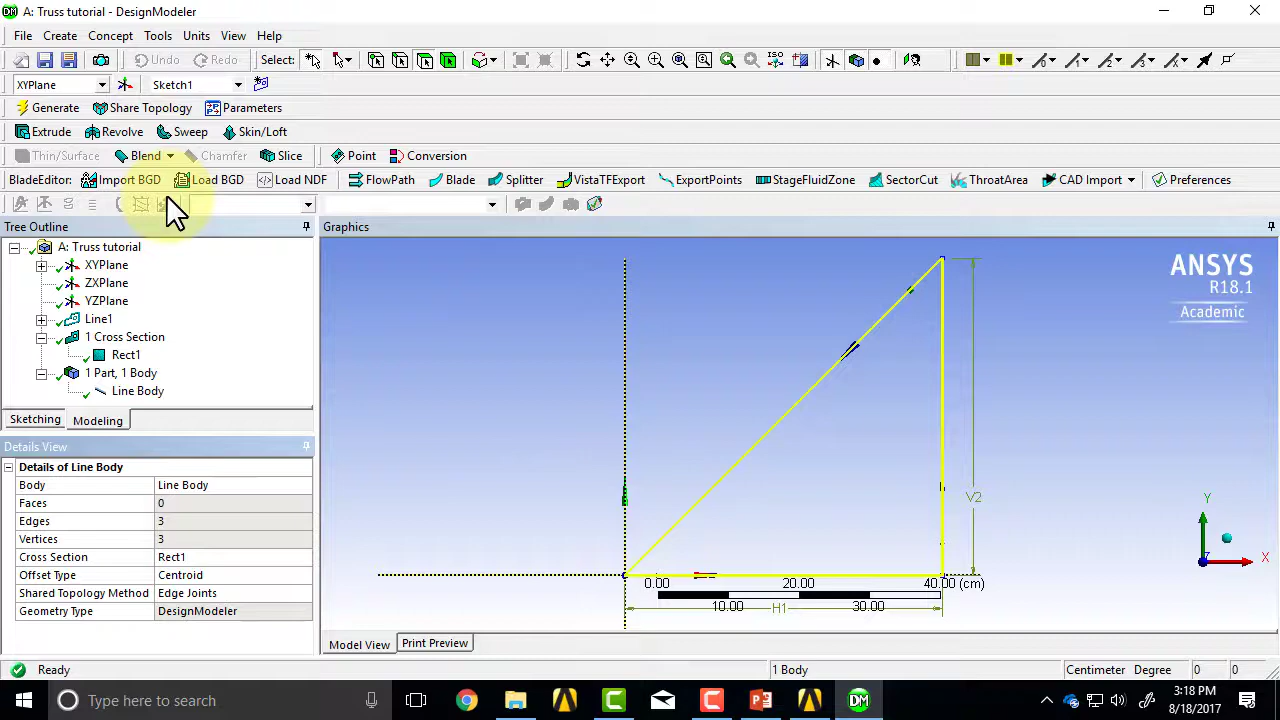 A: Truss tutorial - DesignModeler
File Create Concept Tools Units View Help
Undo Redo Select: ISO
XYPlane Sketch1
Generate Share Topology Parameters
Extrude Revolve Sweep Skin/Loft
Thin/Surface Blend Chamfer Slice Point Conversion
BladeEditor: Import BGD Load BGD Load NDF FlowPath Blade Splitter VistaTFExport ExportPoints StageFluidZone SectorCut ThroatArea CAD Import Preferences
Tree Outline
A: Truss tutorial
XYPlane
ZXPlane
YZPlane
Line1
1 Cross Section
Rect1
1 Part, 1 Body
Line Body
Sketching Modeling
Details View
Details of Line Body
Body Line Body
Faces 0
Edges 3
Vertices 3
Cross Section Rect1
Offset Type Centroid
Shared Topology Method Edge Joints
Geometry Type DesignModeler
Graphics
ANSYS
R18.1
Academic
V2
Y
X
Z
0.00 20.00 40.00 (cm)
10.00 30.00
H1
Model View Print Preview
Ready 1 Body Centimeter Degree 0 0
Type here to search
3:18 PM
8/18/2017